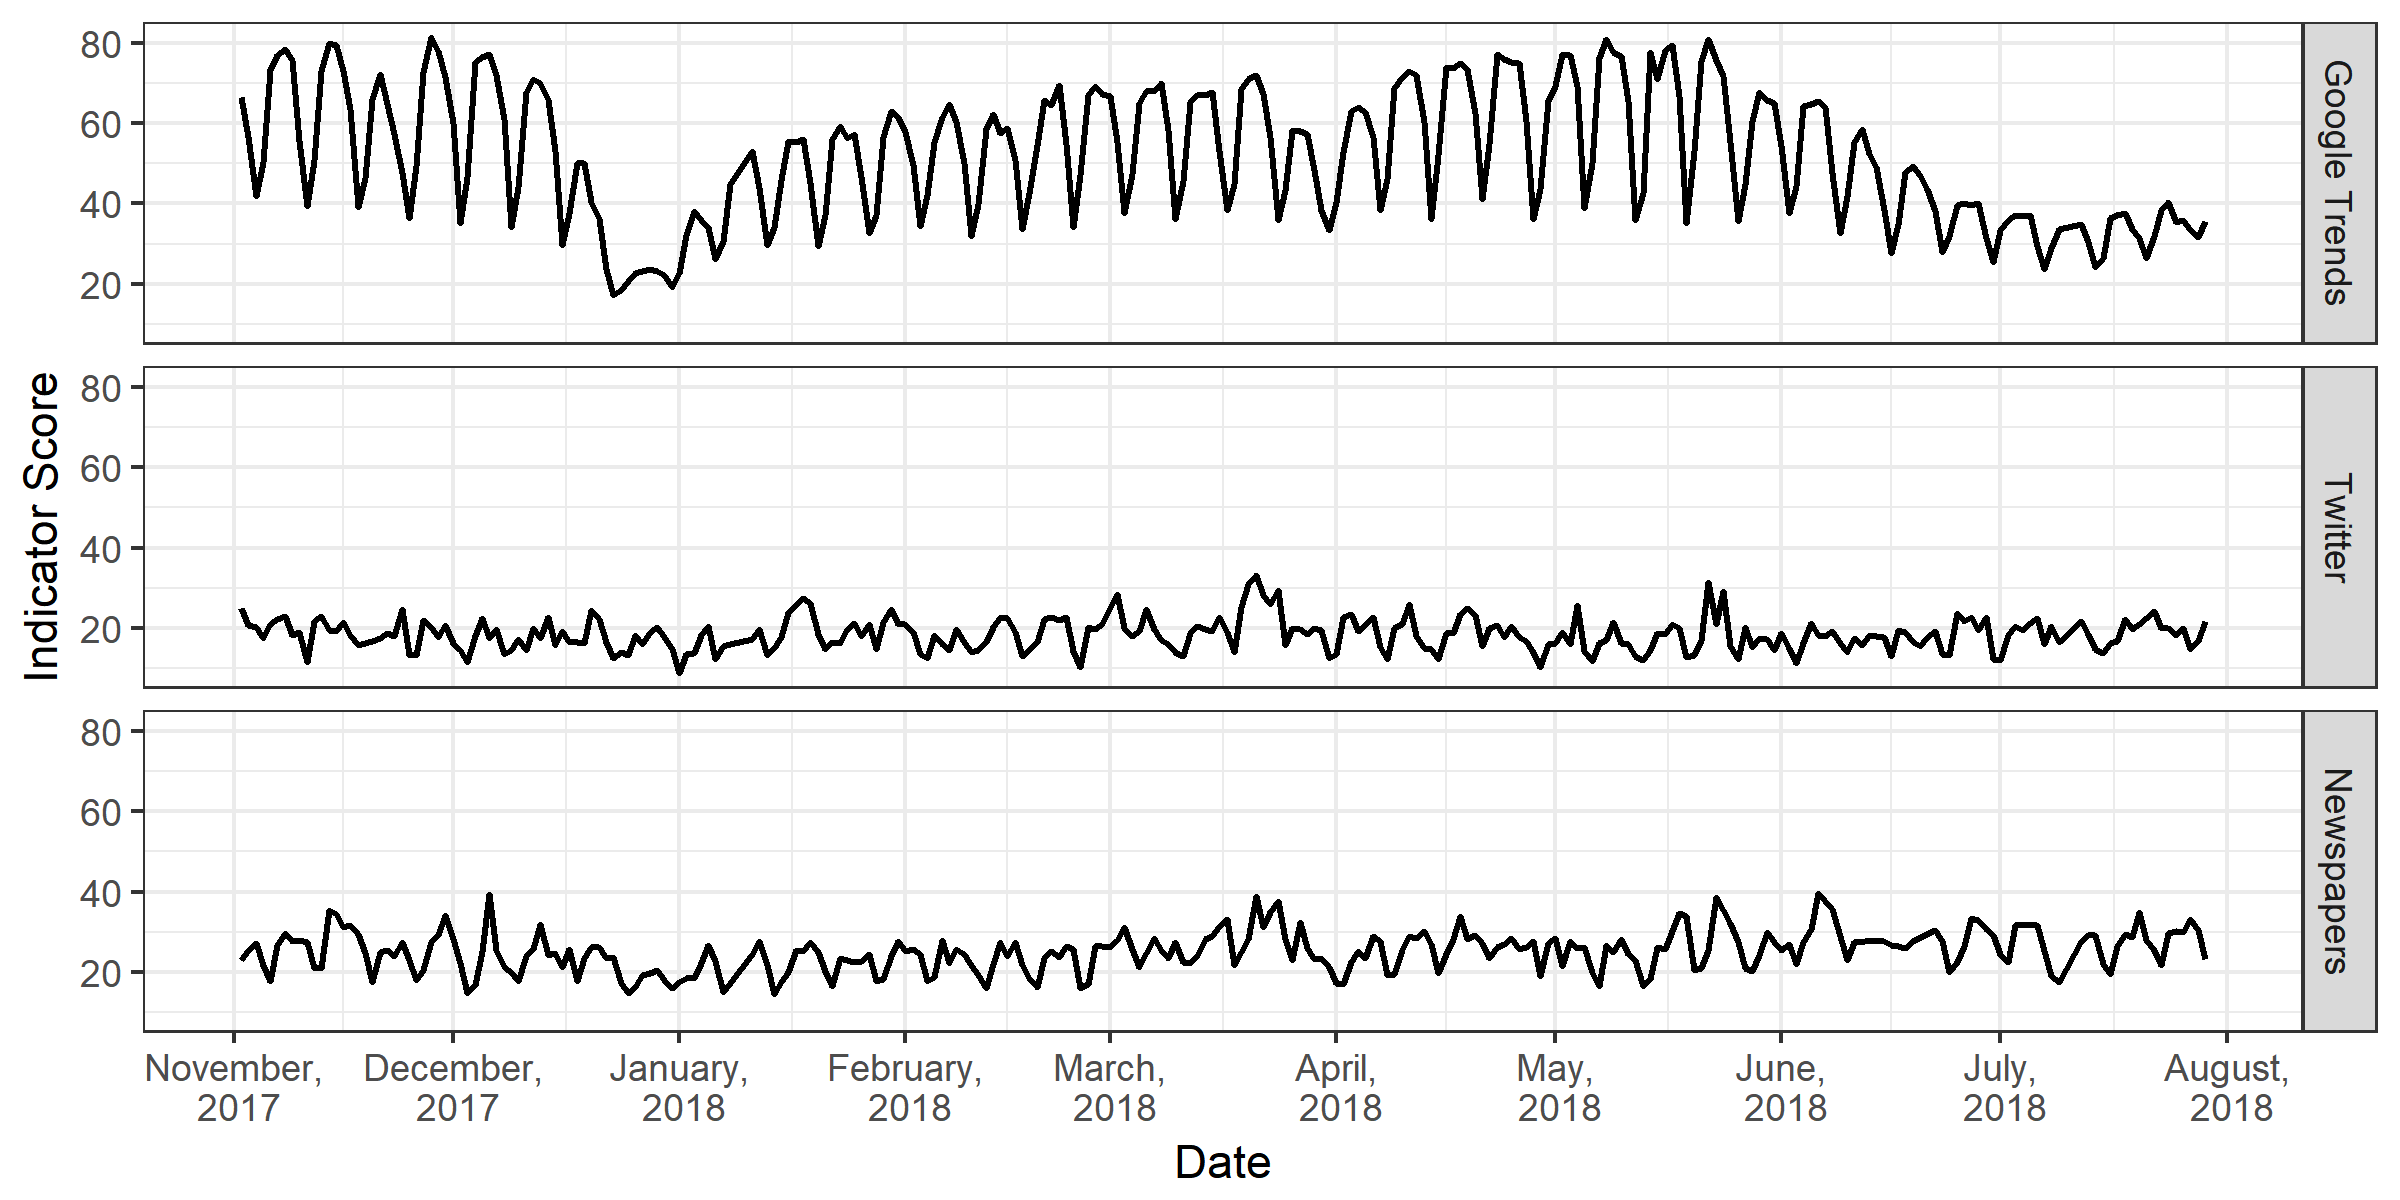 80
60
40
20
Google Trends
80
60
40
20
Twitter
80
60
40
20
Newspapers
Indicator Score
November,
2017
December,
2017
January,
2018
February,
2018
March,
2018
April,
2018
May,
2018
June,
2018
July,
2018
August,
2018
Date